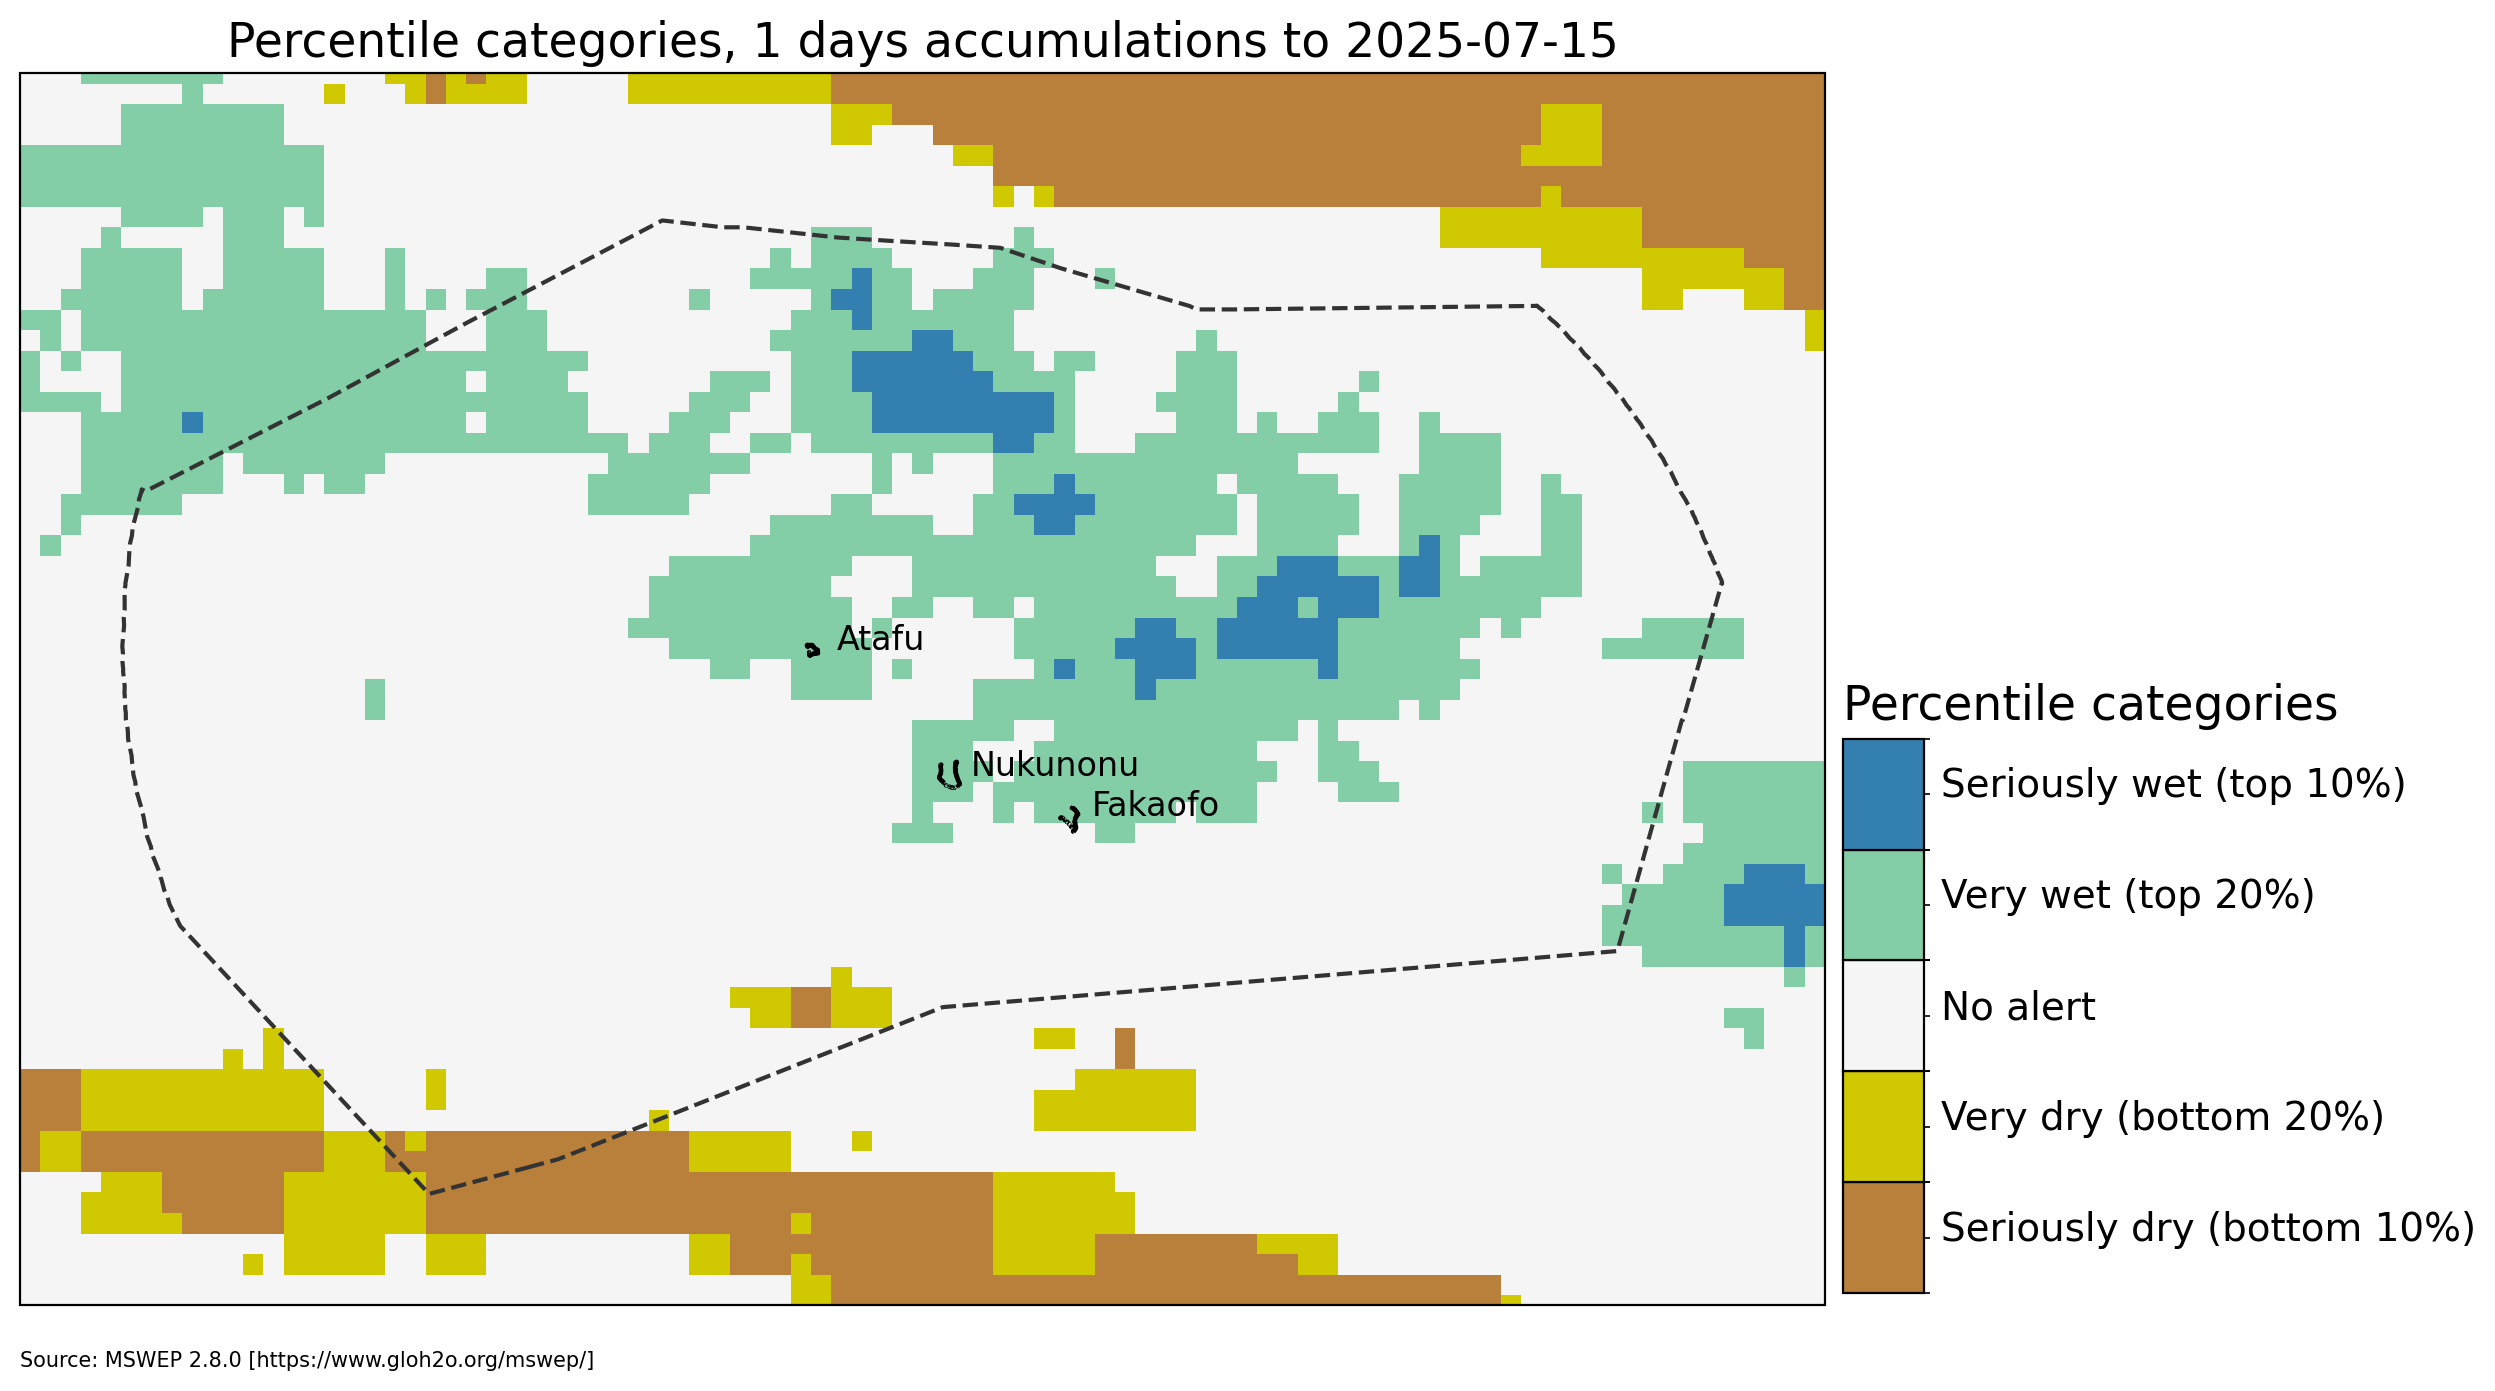 Percentile categories, 1 days accumulations to 2025-07-15
Atafu
Nukunonu
Fakaofo
Percentile categories
Seriously wet (top 10%)
Very wet (top 20%)
No alert
Very dry (bottom 20%)
Seriously dry (bottom 10%)
Source: MSWEP 2.8.0 [https://www.gloh2o.org/mswep/]